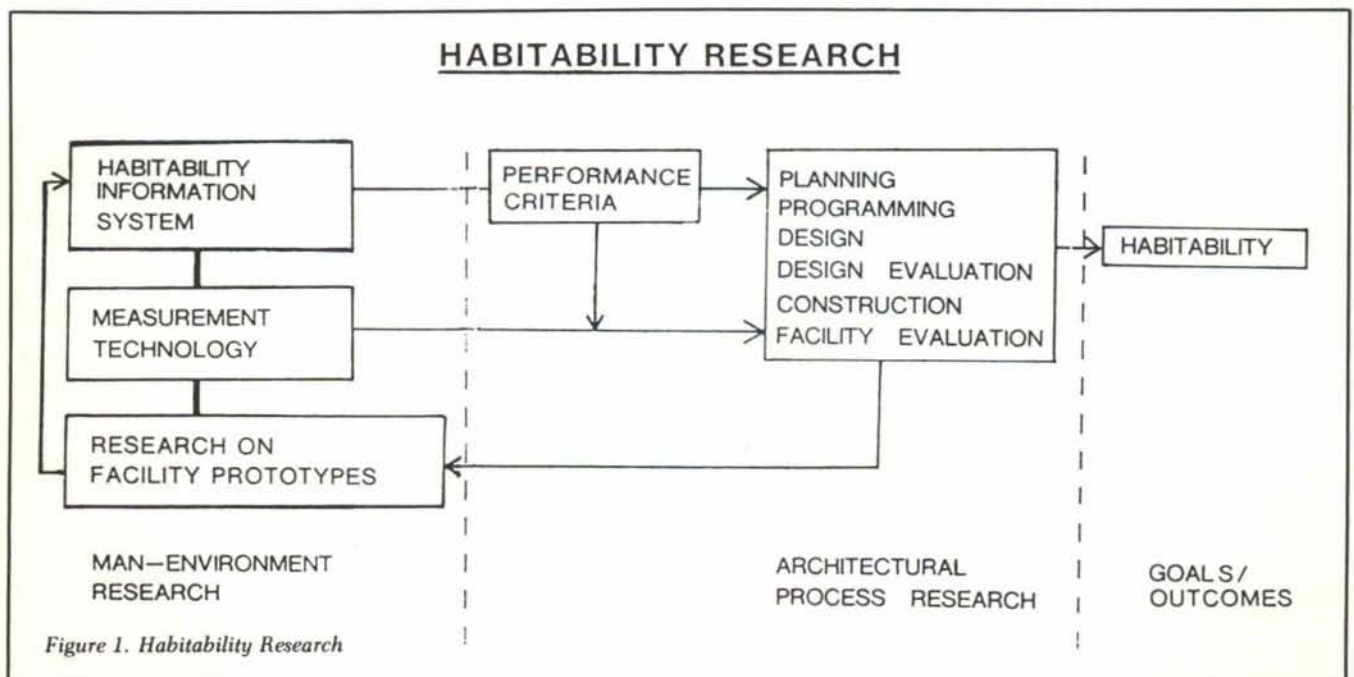 HABITABILITY RESEARCH
HABITABILITY
INFORMATION
SYSTEM
MEASUREMENT
TECHNOLOGY
RESEARCH ON
FACILITY PROTOTYPES
PERFORMANCE
CRITERIA
PLANNING
PROGRAMMING
DESIGN
DESIGN EVALUATION
CONSTRUCTION
FACILITY EVALUATION
HABITABILITY
MAN—ENVIRONMENT
RESEARCH
ARCHITECTURAL
PROCESS RESEARCH
GOALS/
OUTCOMES
Figure 1. Habitability Research